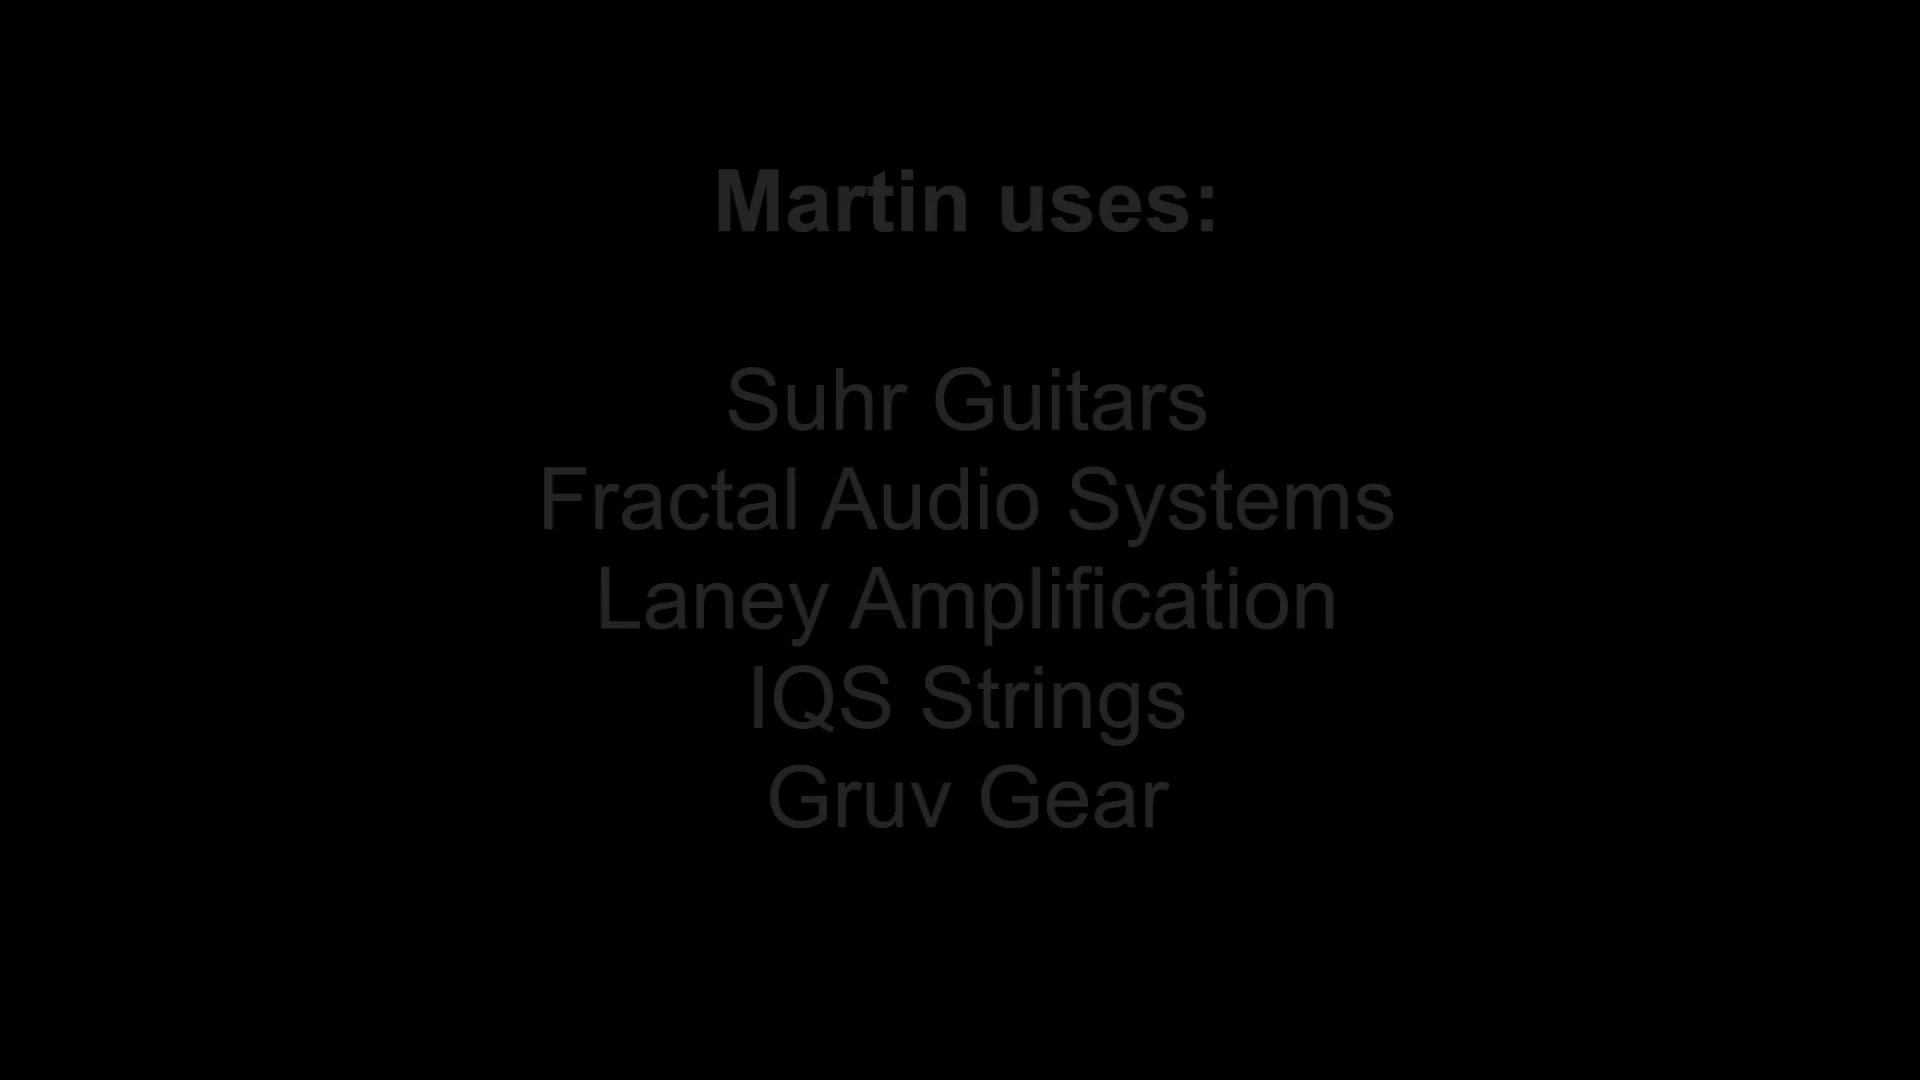 Martin uses:
Suhr Guitars
Fractal Audio Systems
Laney Amplification
IQS Strings
Gruv Gear